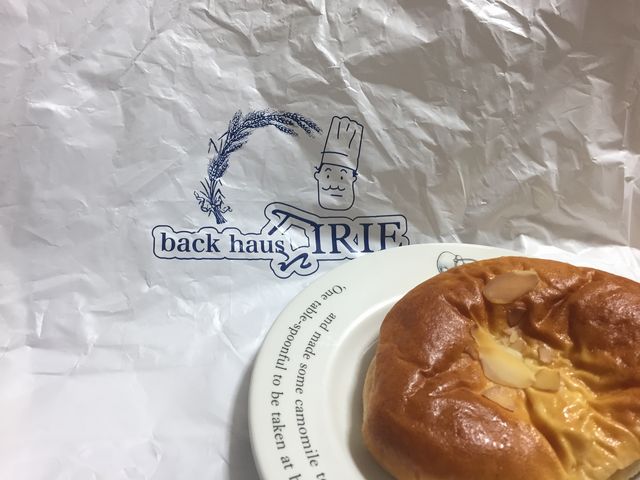 back haus IRIE
and made some camomile
'One table-spoonful to be taken at